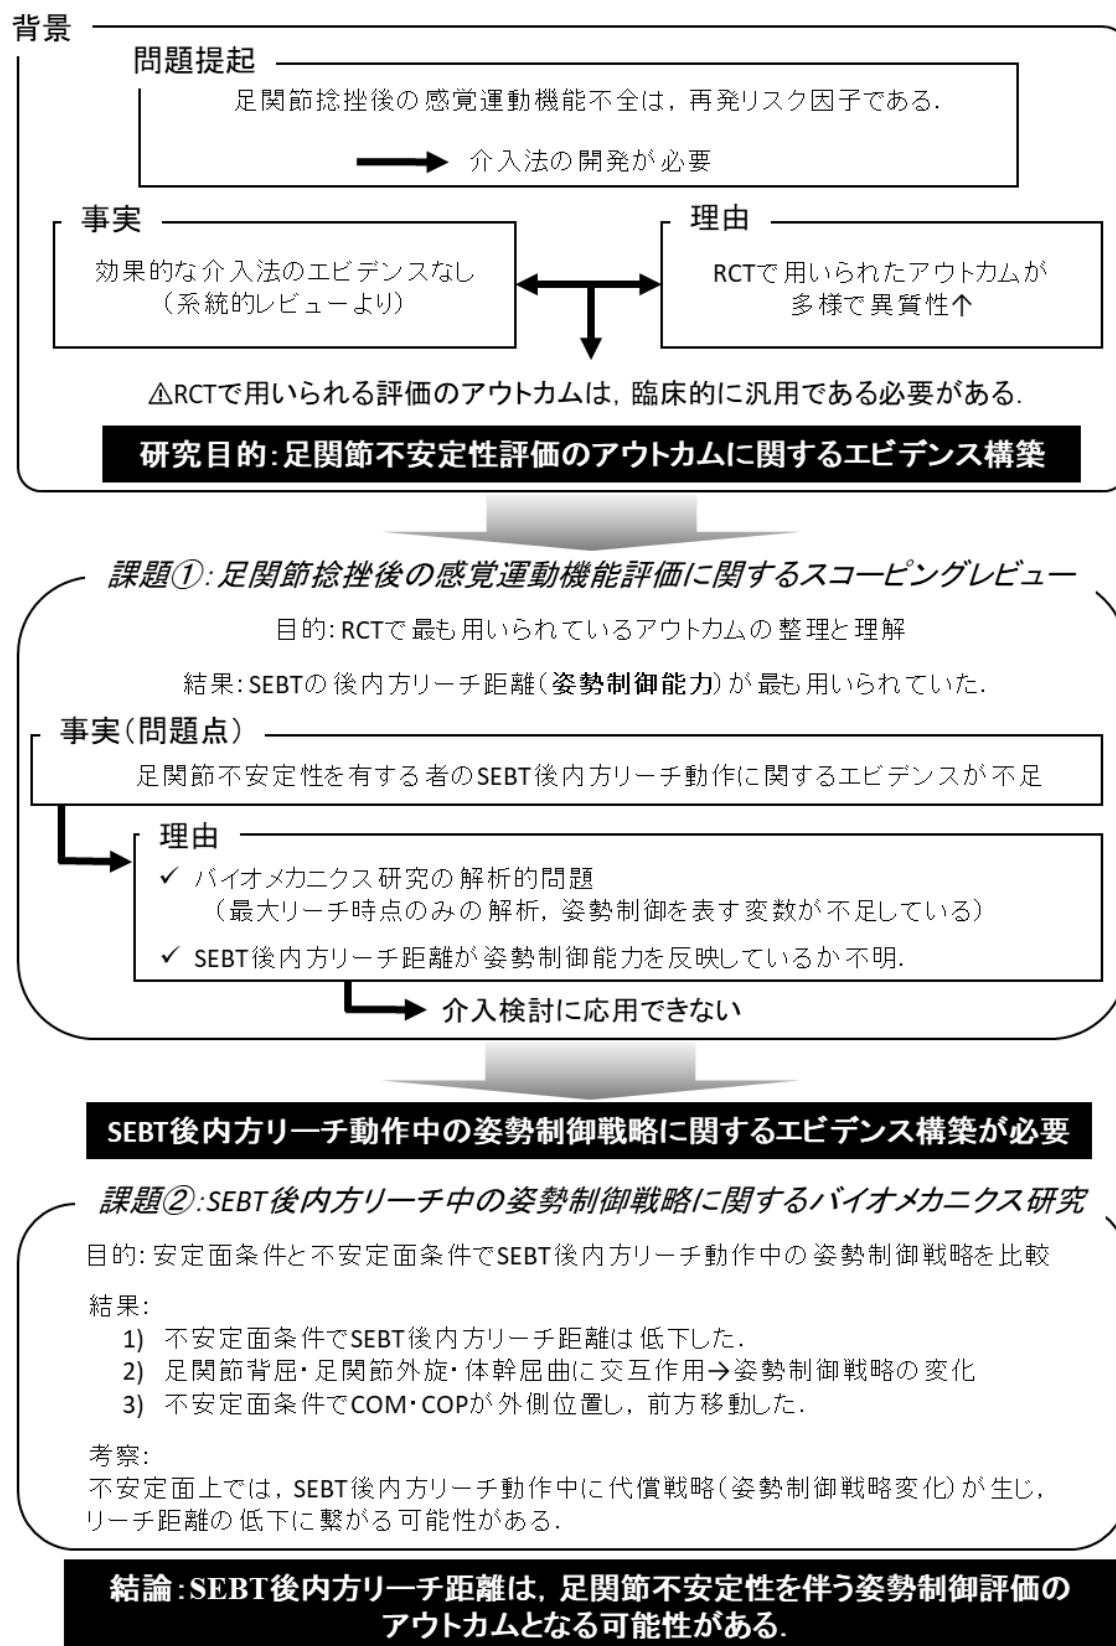 背景
問題提起
足関節捻挫後の感覚運動機能不全は，再発リスク因子である．
介入法の開発が必要
事実
効果的な介入法のエビデンスなし
（系統的レビューより）
理由
RCTで用いられたアウトカムが
多様で異質性↑
⚠RCTで用いられる評価のアウトカムは，臨床的に汎用である必要がある．
研究目的：足関節不安定性評価のアウトカムに関するエビデンス構築
課題①：足関節捻挫後の感覚運動機能評価に関するスコーピングレビュー
目的：RCTで最も用いられているアウトカムの整理と理解
結果：SEBTの後内方リーチ距離（姿勢制御能力）が最も用いられていた．
事実（問題点）
足関節不安定性を有する者のSEBT後内方リーチ動作に関するエビデンスが不足
理由
✓ バイオメカニクス研究の解析的問題
（最大リーチ時点のみの解析，姿勢制御を表す変数が不足している）
✓ SEBT後内方リーチ距離が姿勢制御能力を反映しているか不明．
介入検討に応用できない
SEBT後内方リーチ動作中の姿勢制御戦略に関するエビデンス構築が必要
課題②：SEBT後内方リーチ中の姿勢制御戦略に関するバイオメカニクス研究
目的：安定面条件と不安定面条件でSEBT後内方リーチ動作中の姿勢制御戦略を比較
結果：
1) 不安定面条件でSEBT後内方リーチ距離は低下した．
2) 足関節背屈・足関節外旋・体幹屈曲に交互作用→姿勢制御戦略の変化
3) 不安定面条件でCOM・COPが外側位置し，前方移動した．
考察：
不安定面上では，SEBT後内方リーチ動作中に代償戦略（姿勢制御戦略変化）が生じ，
リーチ距離の低下に繋がる可能性がある．
結論：SEBT後内方リーチ距離は，足関節不安定性を伴う姿勢制御評価の
アウトカムとなる可能性がある．